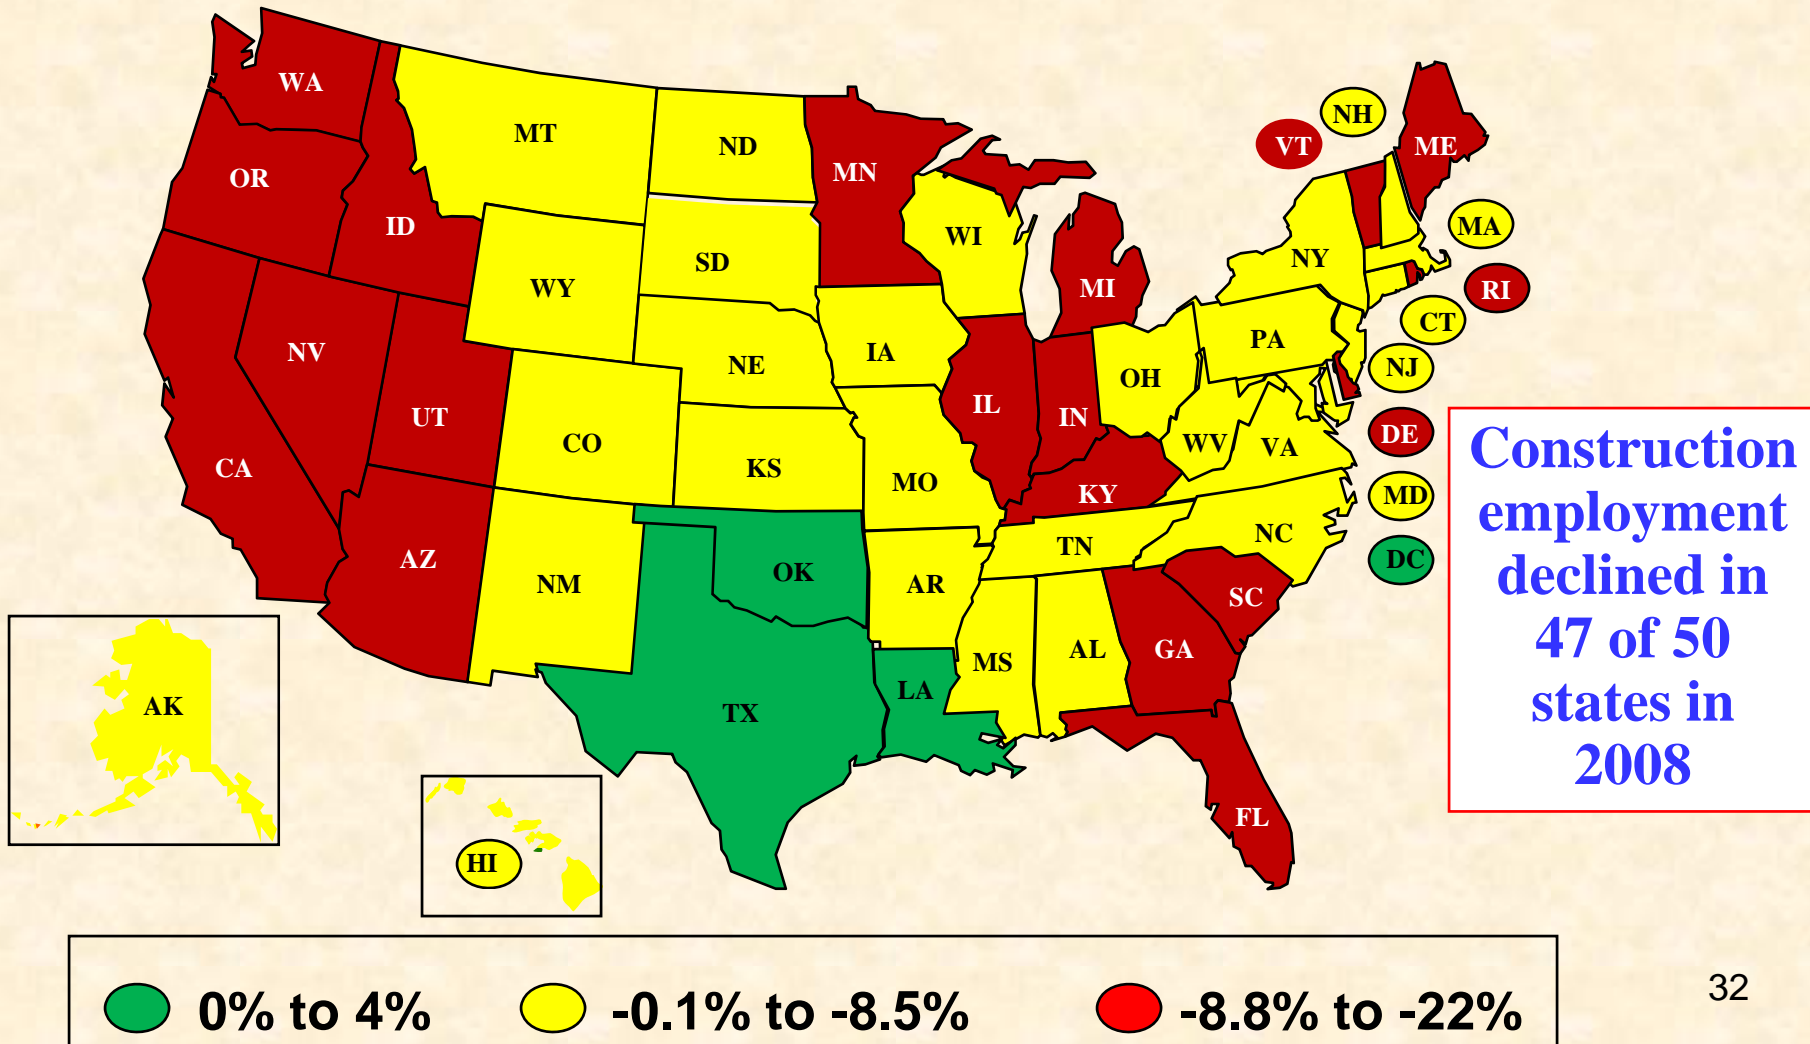 WA
MT
ND
MN
OR
ID
WY
SD
WI
MI
NH
VT
ME
MA
NY
RI
CT
PA
NJ
NV
UT
CO
NE
IA
IL
IN
OH
DE
CA
KS
MO
KY
WV
VA
MD
AZ
NM
OK
AR
TN
NC
DC
SC
TX
LA
MS
AL
GA
FL
AK
HI
Construction
employment
declined in
47 of 50
states in
2008
0% to 4%
-0.1% to -8.5%
-8.8% to -22%
32